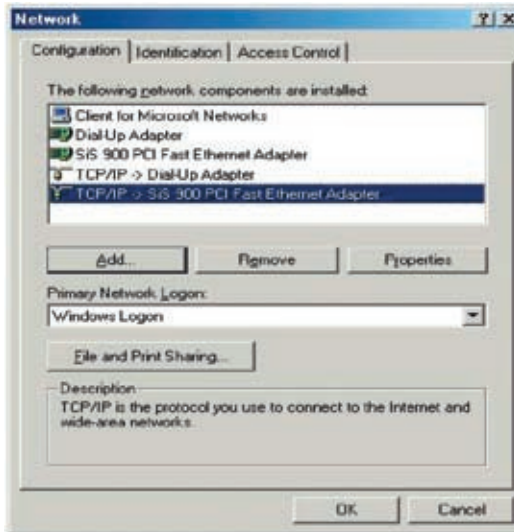 Network
Configuration
Identification
Access Control
The following network components are installed:
Client for Microsoft Networks
Dial-Up Adapter
SiS 900 PCI Fast Ethernet Adapter
TCP/IP -> Dial-Up Adapter
TCP/IP -> SiS 900 PCI Fast Ethernet Adapter
Add...
Remove
Properties
Primary Network Logon:
Windows Logon
File and Print Sharing...
Description
TCP/IP is the protocol you use to connect to the Internet and
wide-area networks.
OK
Cancel